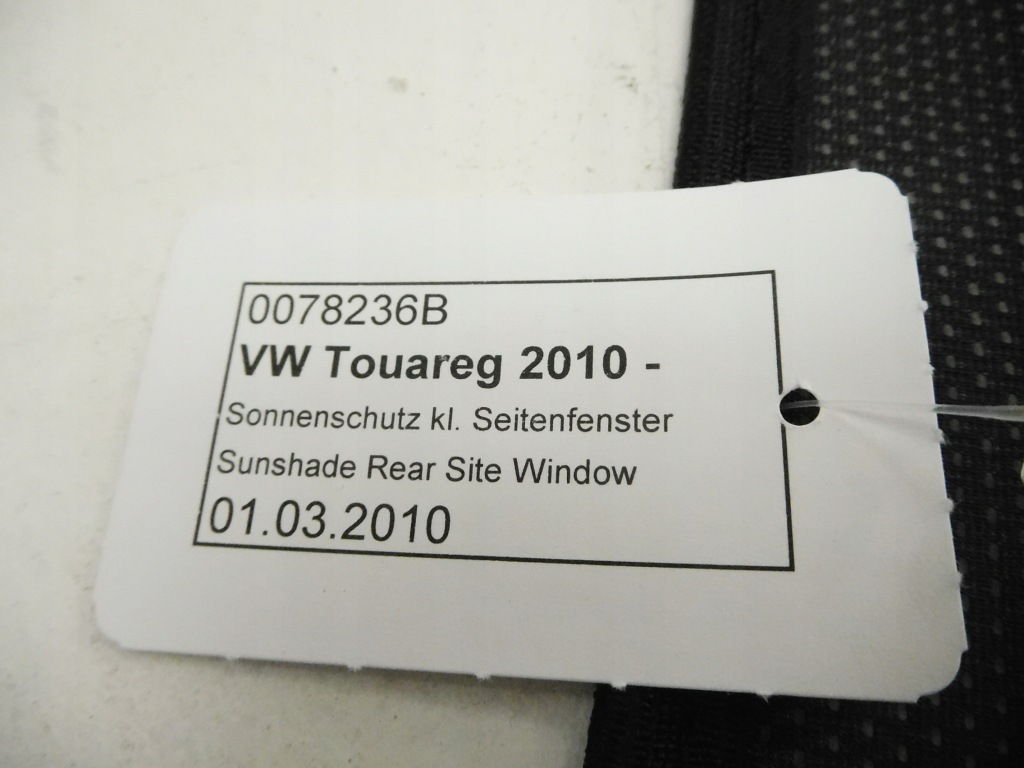 0078236B
VW Touareg 2010 -
Sonnenschutz kl. Seitenfenster
Sunshade Rear Site Window
01.03.2010